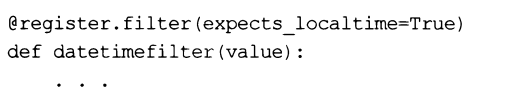 @register.filter(expects_localtime=True)
def datetimefilter(value):
    . . .